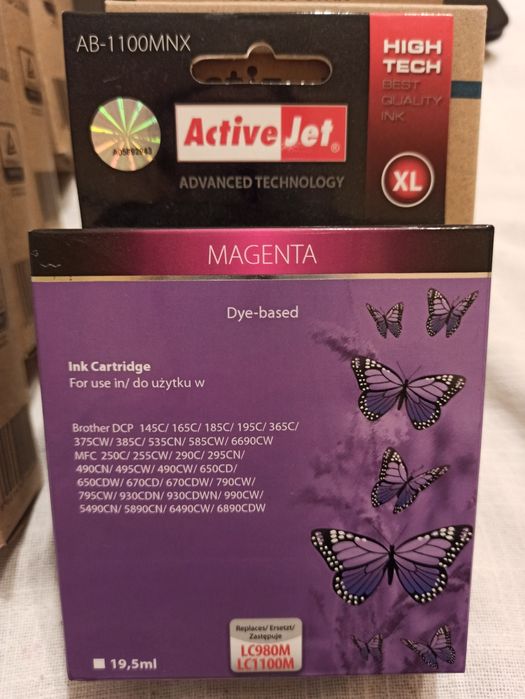 AB-1100MNX
HIGH
TECH
BEST
QUALITY
INK
A05892943
ActiveJet®
ADVANCED TECHNOLOGY
XL
MAGENTA
Dye-based
Ink Cartridge
For use in/ do użytku w
Brother DCP 145C/ 165C/ 185C/ 195C/ 365C/
375CW/ 385C/ 535CN/ 585CW/ 6690CW
MFC 250C/ 255CW/ 290C/ 295CN/
490CN/ 495CW/ 490CW/ 650CD/
650CDW/ 670CD/ 670CDW/ 790CW/
795CW/ 930CDN/ 930CDWN/ 990CW/
5490CN/ 5890CN/ 6490CW/ 6890CDW
Replaces/ Ersetzt/
Zastępuje
LC980M
LC1100M
19,5ml